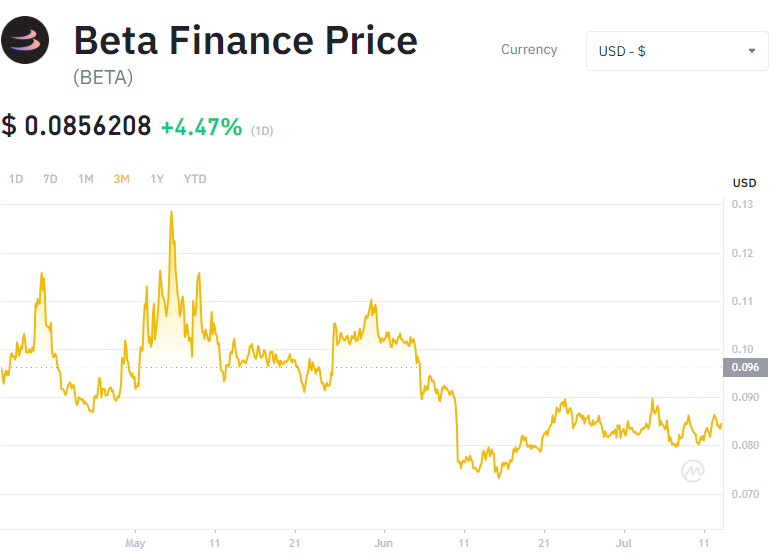 Beta Finance Price
(BETA)
Currency
USD - $
$ 0.0856208 +4.47% (1D)
1D 7D 1M 3M 1Y YTD
USD
0.13
0.12
0.11
0.10
0.096
0.090
0.080
0.070
May 11 21 Jun 11 21 Jul 11